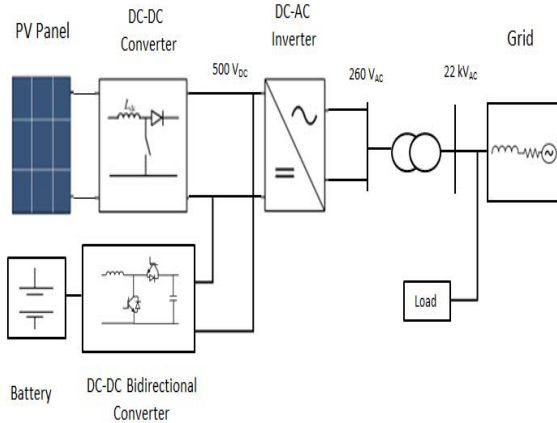 PV Panel
DC-DC
Converter
DC-AC
Inverter
Grid
500 VDC
260 VAC
22 kVAC
Load
Battery
DC-DC Bidirectional
Converter